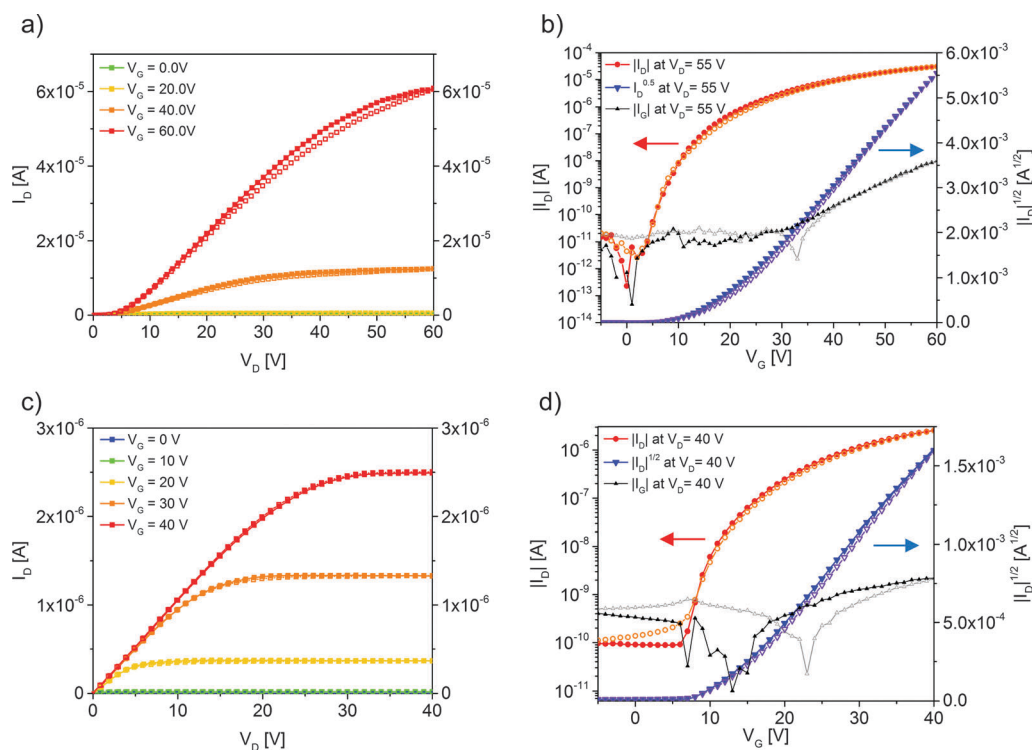 a)
V_G = 0.0V
V_G = 20.0V
V_G = 40.0V
V_G = 60.0V
6x10⁻⁵
4x10⁻⁵
2x10⁻⁵
0
6x10⁻⁵
4x10⁻⁵
2x10⁻⁵
0
I_D [A]
0 10 20 30 40 50 60
V_D [V]
b)
|I_D| at V_D= 55 V
I_D^0.5 at V_D= 55 V
|I_G| at V_D= 55 V
10⁻⁴
10⁻⁵
10⁻⁶
10⁻⁷
10⁻⁸
10⁻⁹
10⁻¹⁰
10⁻¹¹
10⁻¹²
10⁻¹³
10⁻¹⁴
|I_D| [A]
6.0x10⁻³
5.0x10⁻³
4.0x10⁻³
3.0x10⁻³
2.0x10⁻³
1.0x10⁻³
0.0
|I_D|^1/2 [A^1/2]
0 10 20 30 40 50 60
V_G [V]
c)
V_G = 0 V
V_G = 10 V
V_G = 20 V
V_G = 30 V
V_G = 40 V
3x10⁻⁶
2x10⁻⁶
1x10⁻⁶
0
3x10⁻⁶
2x10⁻⁶
1x10⁻⁶
0
I_D [A]
0 10 20 30 40
V_D [V]
d)
|I_D| at V_D= 40 V
|I_D|^1/2 at V_D= 40 V
|I_G| at V_D= 40 V
10⁻⁶
10⁻⁷
10⁻⁸
10⁻⁹
10⁻¹⁰
10⁻¹¹
|I_D| [A]
1.5x10⁻³
1.0x10⁻³
5.0x10⁻⁴
0.0
|I_D|^1/2 [A^1/2]
0 10 20 30 40
V_G [V]